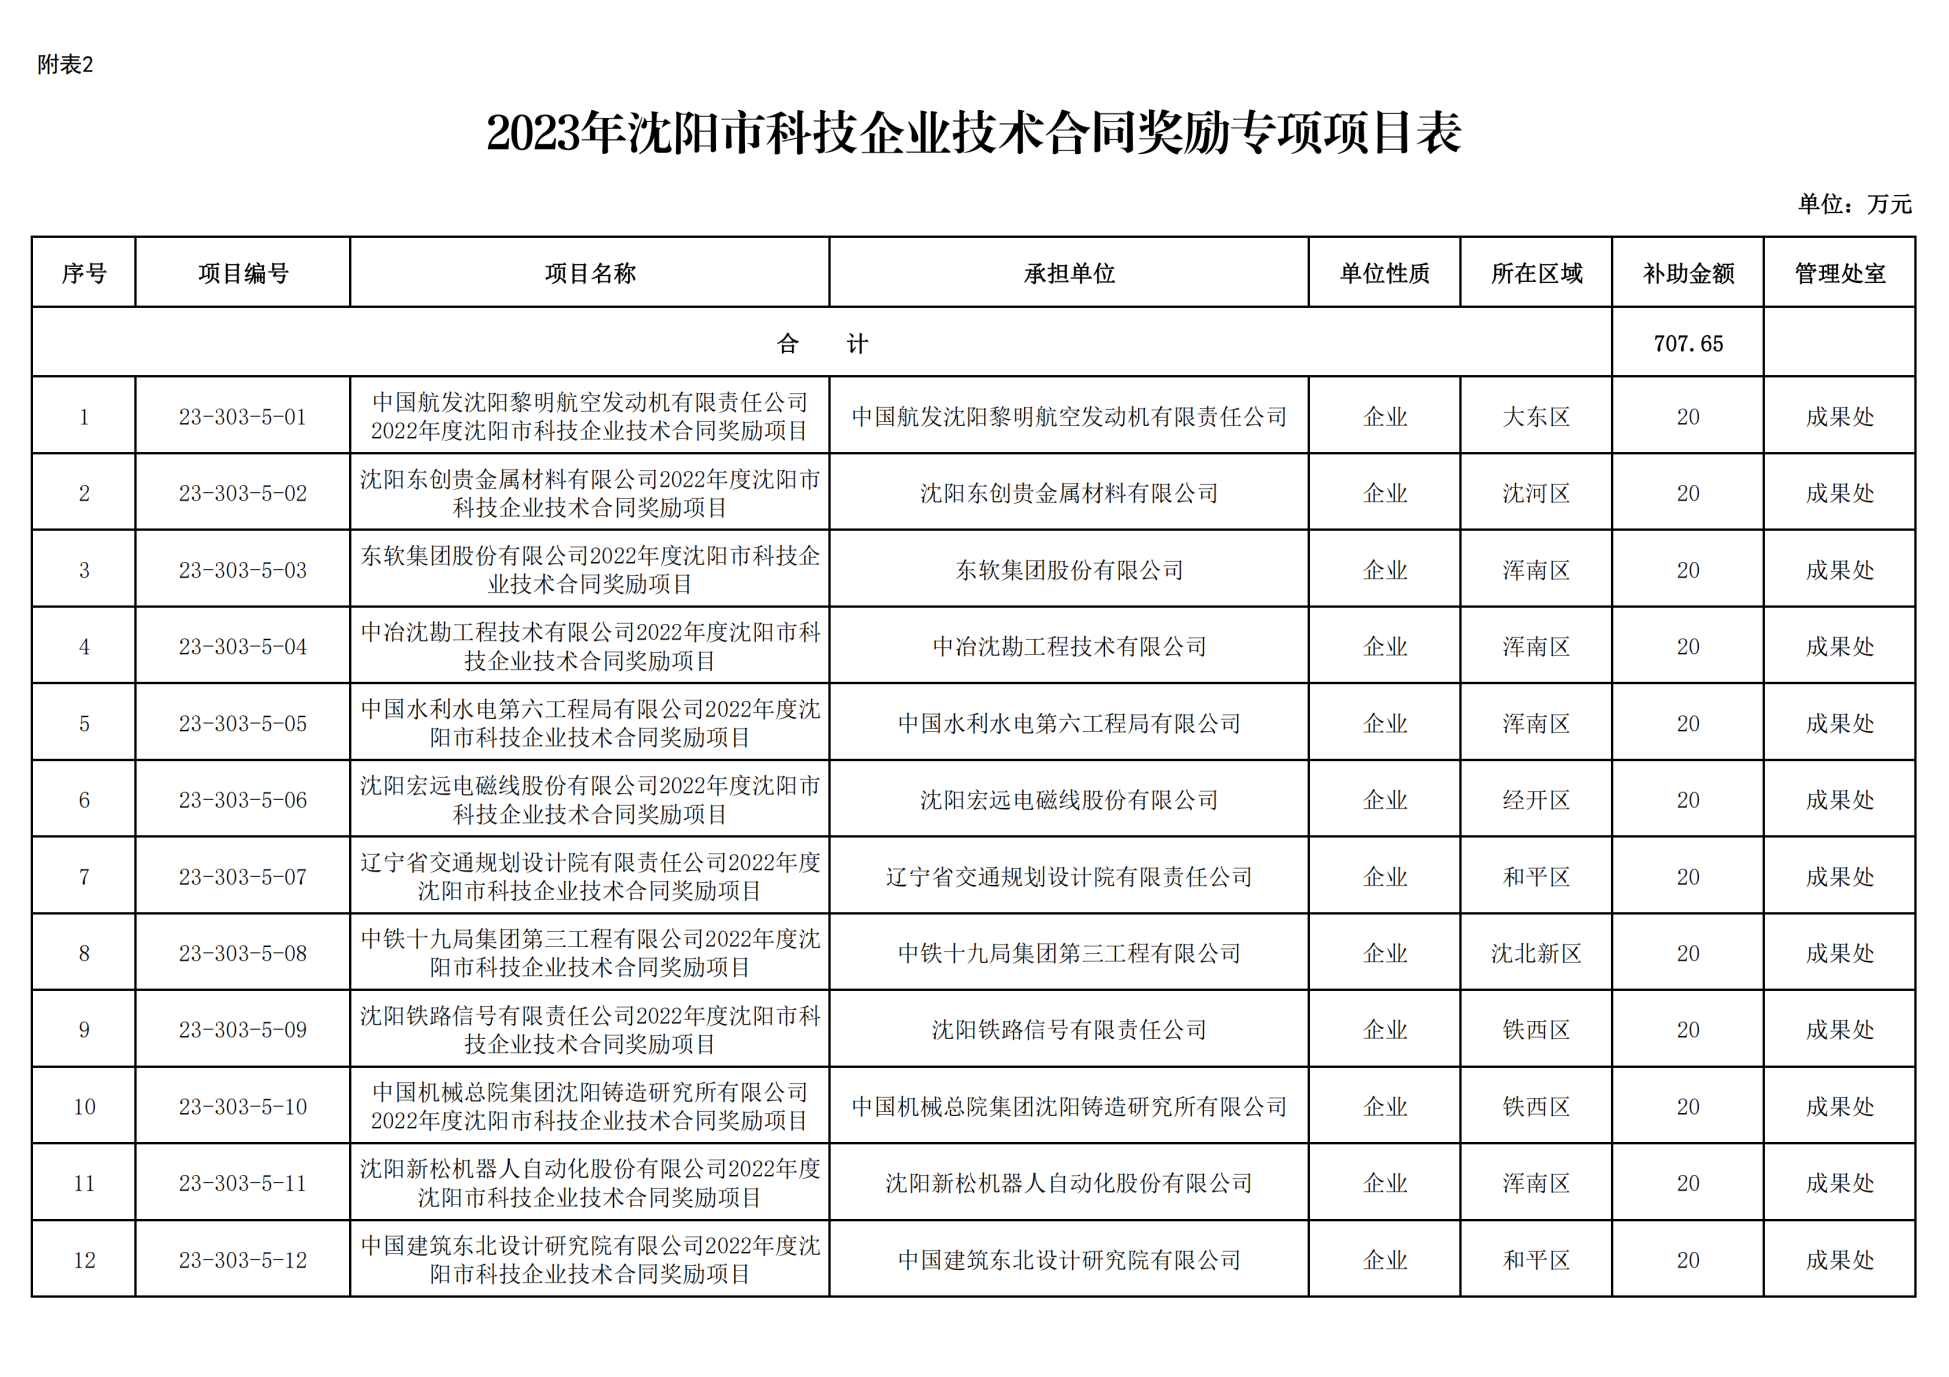 附表2
2023年沈阳市科技企业技术合同奖励专项项目表
单位：万元
序号 项目编号 项目名称 承担单位 单位性质 所在区域 补助金额 管理处室
合 计 707.65
1 23-303-5-01 中国航发沈阳黎明航空发动机有限责任公司
2022年度沈阳市科技企业技术合同奖励项目 中国航发沈阳黎明航空发动机有限责任公司 企业 大东区 20 成果处
2 23-303-5-02 沈阳东创贵金属材料有限公司2022年度沈阳市
科技企业技术合同奖励项目 沈阳东创贵金属材料有限公司 企业 沈河区 20 成果处
3 23-303-5-03 东软集团股份有限公司2022年度沈阳市科技企
业技术合同奖励项目 东软集团股份有限公司 企业 浑南区 20 成果处
4 23-303-5-04 中冶沈勘工程技术有限公司2022年度沈阳市科
技企业技术合同奖励项目 中冶沈勘工程技术有限公司 企业 浑南区 20 成果处
5 23-303-5-05 中国水利水电第六工程局有限公司2022年度沈
阳市科技企业技术合同奖励项目 中国水利水电第六工程局有限公司 企业 浑南区 20 成果处
6 23-303-5-06 沈阳宏远电磁线股份有限公司2022年度沈阳市
科技企业技术合同奖励项目 沈阳宏远电磁线股份有限公司 企业 经开区 20 成果处
7 23-303-5-07 辽宁省交通规划设计院有限责任公司2022年度
沈阳市科技企业技术合同奖励项目 辽宁省交通规划设计院有限责任公司 企业 和平区 20 成果处
8 23-303-5-08 中铁十九局集团第三工程有限公司2022年度沈
阳市科技企业技术合同奖励项目 中铁十九局集团第三工程有限公司 企业 沈北新区 20 成果处
9 23-303-5-09 沈阳铁路信号有限责任公司2022年度沈阳市科
技企业技术合同奖励项目 沈阳铁路信号有限责任公司 企业 铁西区 20 成果处
10 23-303-5-10 中国机械总院集团沈阳铸造研究所有限公司
2022年度沈阳市科技企业技术合同奖励项目 中国机械总院集团沈阳铸造研究所有限公司 企业 铁西区 20 成果处
11 23-303-5-11 沈阳新松机器人自动化股份有限公司2022年度
沈阳市科技企业技术合同奖励项目 沈阳新松机器人自动化股份有限公司 企业 浑南区 20 成果处
12 23-303-5-12 中国建筑东北设计研究院有限公司2022年度沈
阳市科技企业技术合同奖励项目 中国建筑东北设计研究院有限公司 企业 和平区 20 成果处